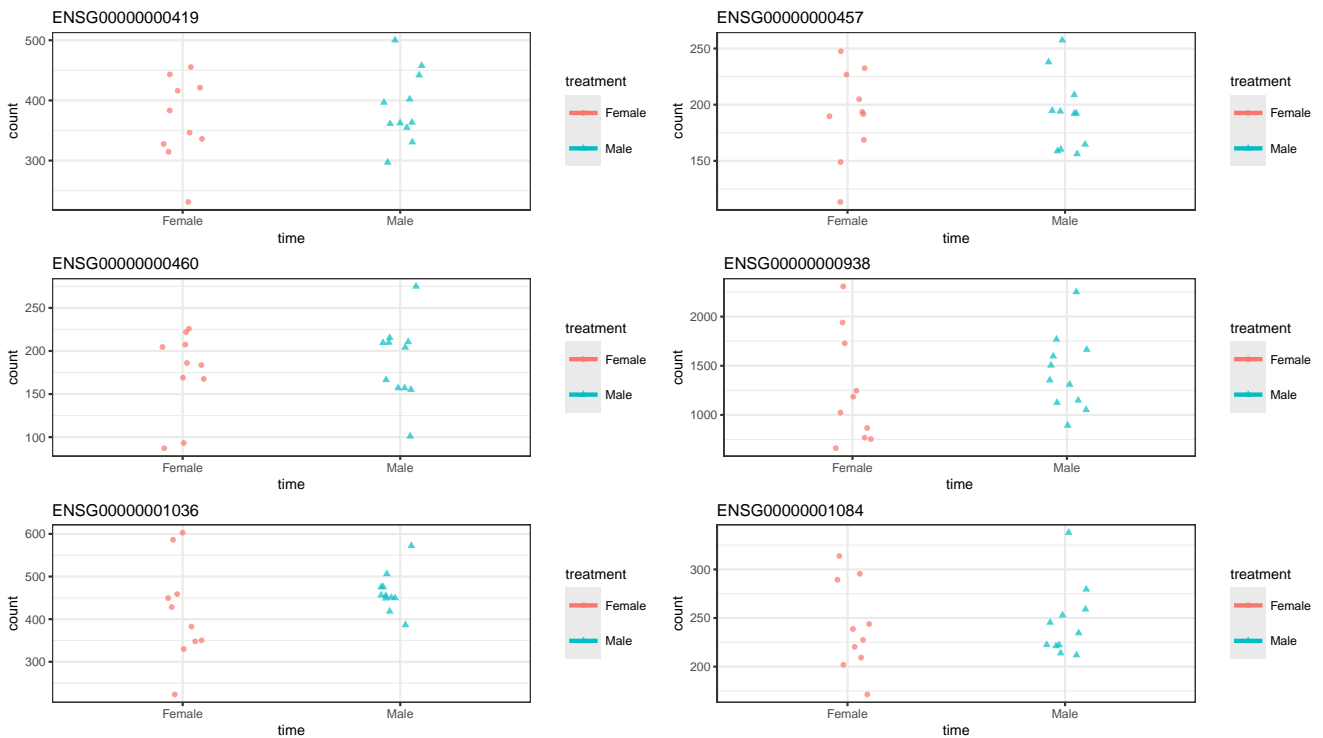 ENSG00000000419
500
400
300
count
Female
Male
time
treatment
Female
Male
ENSG00000000457
250
200
150
count
Female
Male
time
treatment
Female
Male
ENSG00000000460
250
200
150
100
count
Female
Male
time
treatment
Female
Male
ENSG00000000938
2000
1500
1000
count
Female
Male
time
treatment
Female
Male
ENSG00000001036
600
500
400
300
count
Female
Male
time
treatment
Female
Male
ENSG00000001084
300
250
200
count
Female
Male
time
treatment
Female
Male